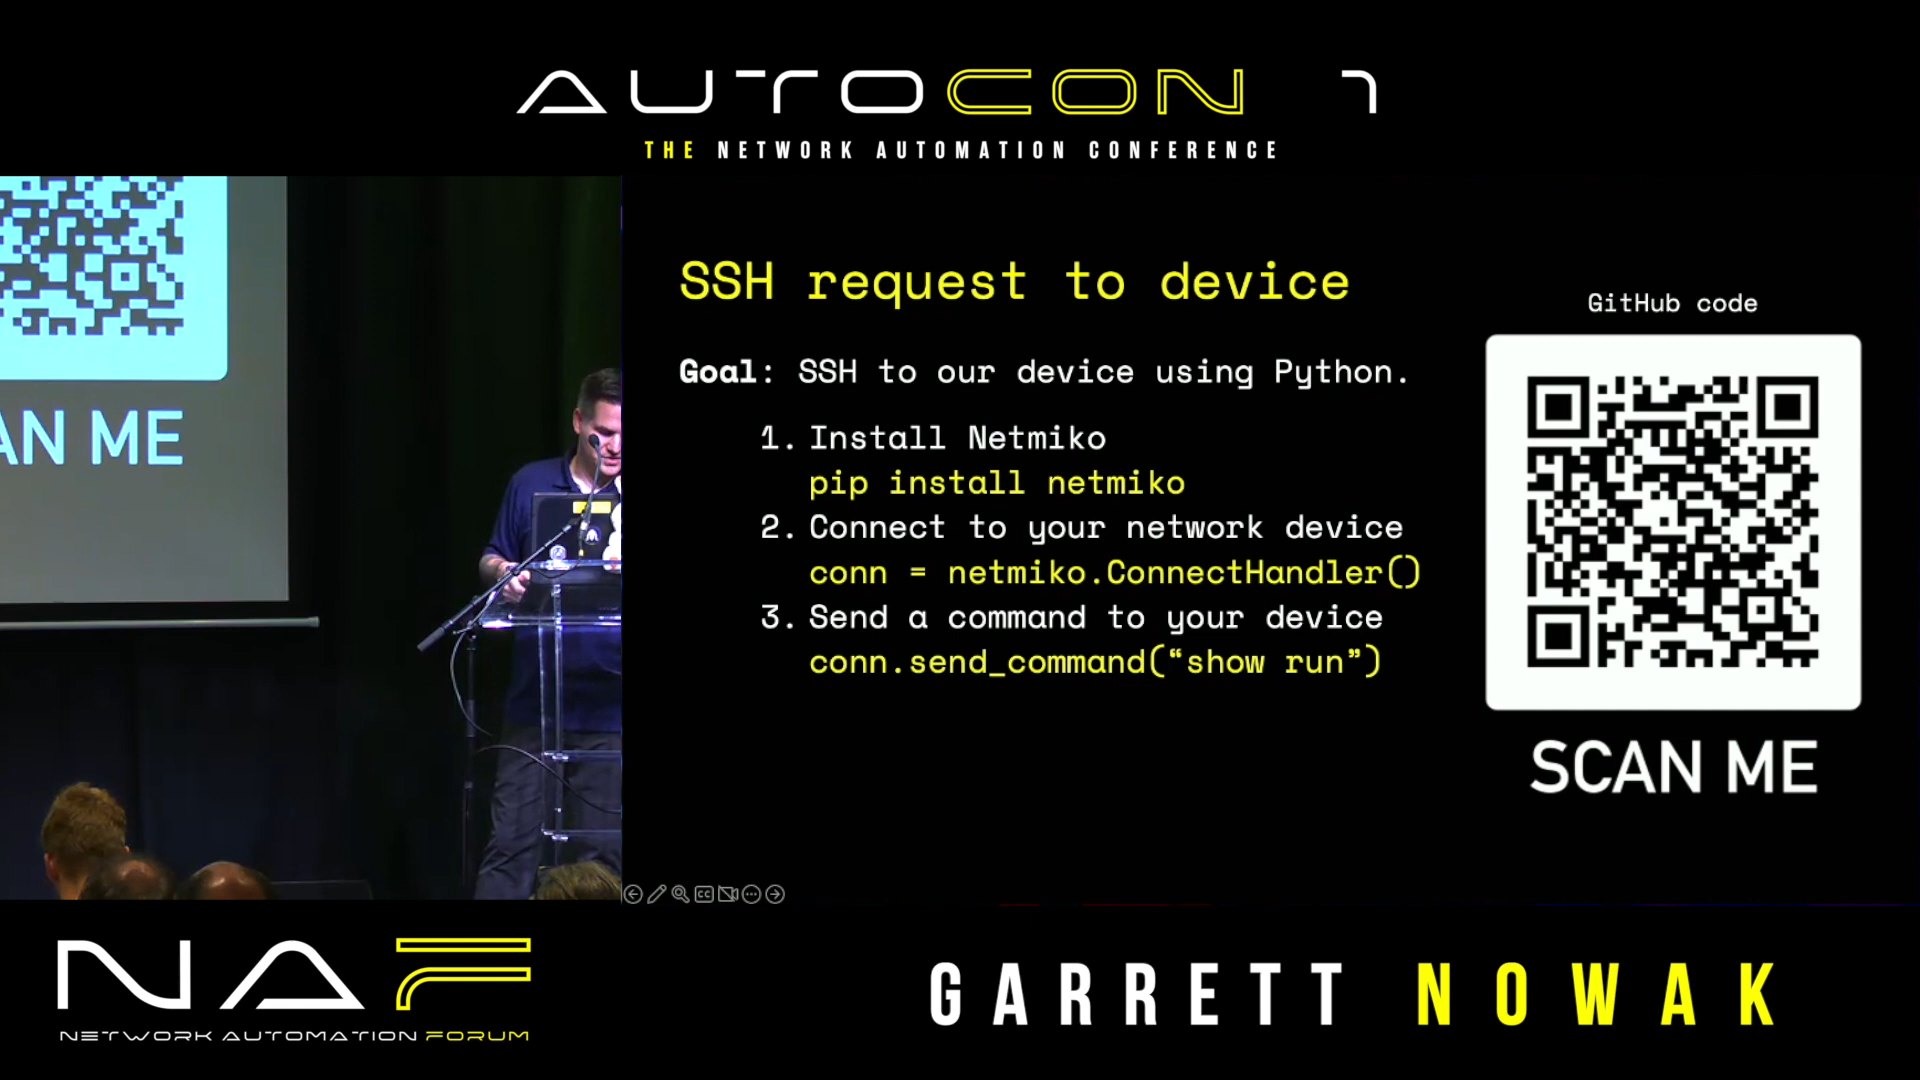 AUTOCON 1
THE NETWORK AUTOMATION CONFERENCE
AN ME
SSH request to device
Goal: SSH to our device using Python.
1. Install Netmiko
pip install netmiko
2. Connect to your network device
conn = netmiko.ConnectHandler()
3. Send a command to your device
conn.send_command(“show run”)
GitHub code
SCAN ME
NAF
NETWORK AUTOMATION FORUM
GARRETT NOWAK